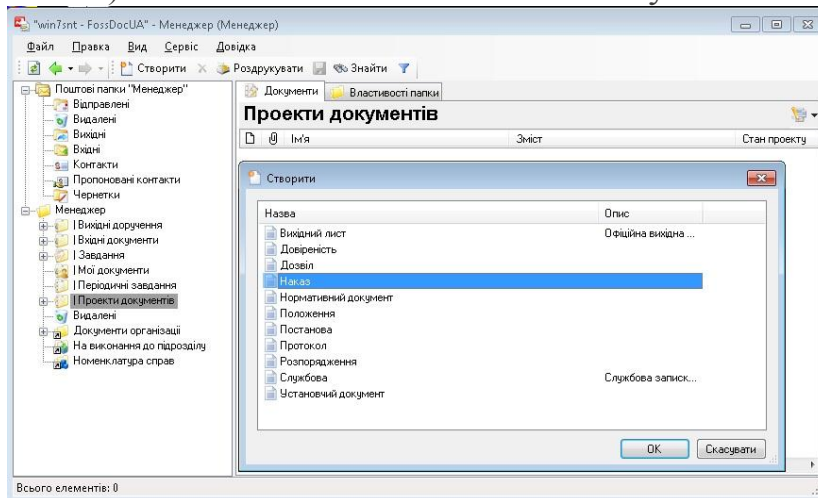 "win7snt - FossDocUA" - Менеджер (Менеджер)
Файл Правка Вид Сервіс Довідка
Створити Роздрукувати Знайти
Поштові папки "Менеджер"
Відправлені
Видалені
Вихідні
Вхідні
Контакти
Пропоновані контакти
Чернетки
Менеджер
| Вихідні доручення
| Вхідні документи
| Завдання
| Мої документи
| Періодичні завдання
| Проекти документів
Видалені
Документи організації
На виконання до підрозділу
Номенклатура справ
Документи Властивості папки
Проекти документів
Ім'я Зміст Стан проекту
Створити
Назва Опис
Вихідний лист Офіційна вихідна ...
Довіреність
Дозвіл
Наказ
Нормативний документ
Положення
Постанова
Протокол
Розпорядження
Службова Службова записк...
Установчий документ
OK Скасувати
Всього елементів: 0